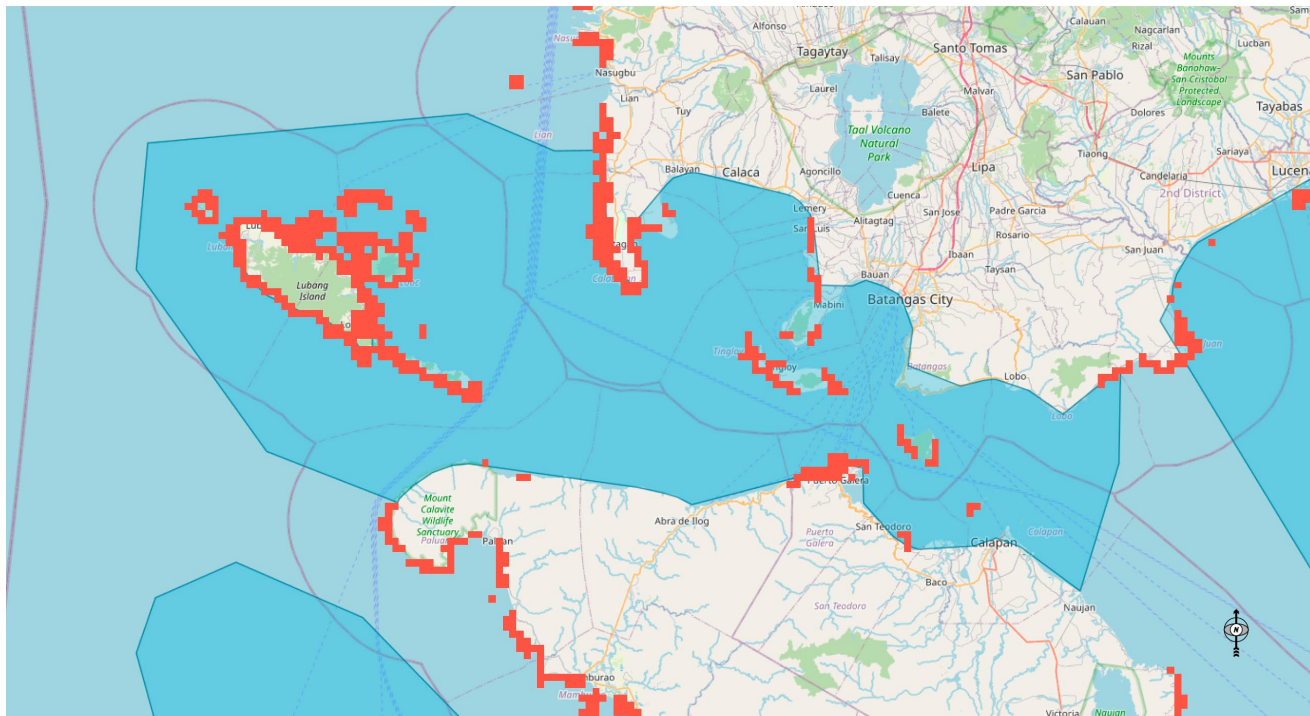 Alfonso
Tagaytay
Talisay
Santo Tomas
Calauan
Nagcarlan
Rizal
Lucban
Nasugbu
Laurel
Malvar
San Pablo
Mounts
Banahaw–
San Cristobal
Protected
Landscape
Lian
Tuy
Balete
Dolores
Tayabas
Lian
Taal Volcano
Natural
Park
Tiaong
Sariaya
Balayan
Calaca
Agoncillo
Lipa
Candelaria
2nd District
Cuenca
Lemery
Alitagtag
San Jose
Padre Garcia
Rosario
San Juan
Ibaan
Taysan
Bauan
Lubang
Island
Batangas City
Mabini
Tingloy
Batangas
Lobo
Lobo
Puerto Galera
Mount
Calavite
Wildlife
Sanctuary
Abra de Ilog
San Teodoro
Puerto
Galera
Calapan
Calapan
Baco
San Teodoro
Naujan
N
Victoria
Naujan